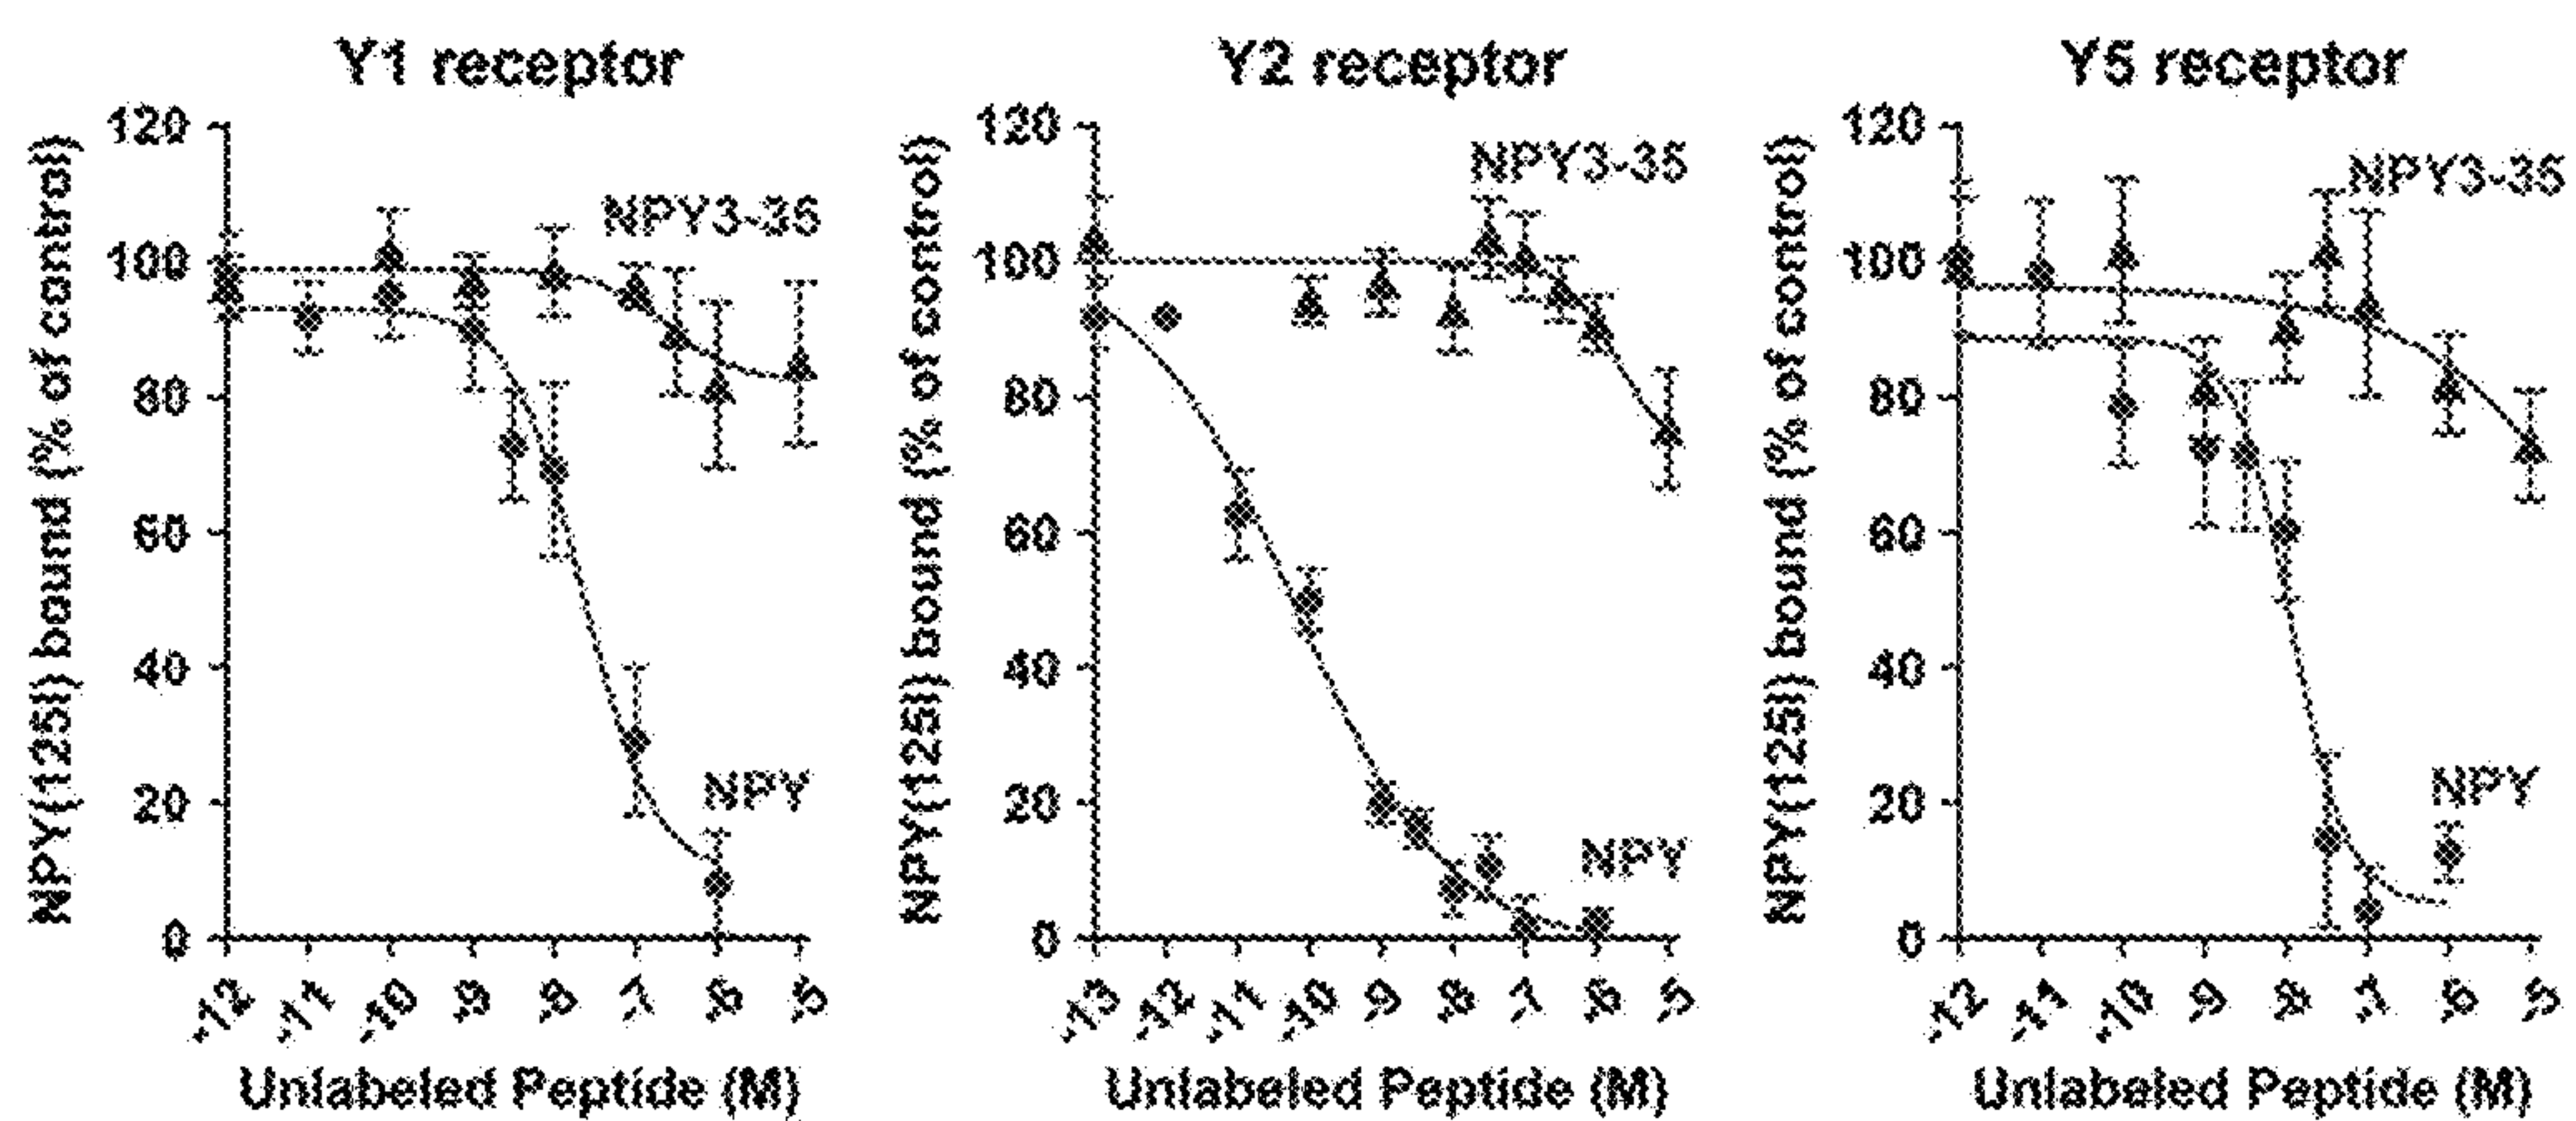 Y1 receptor
NPY(125I) bound (% of control)
120
100
80
60
40
20
0
NPY3-35
NPY
-12 -11 -10 -9 -8 -7 -6 -5
Unlabeled Peptide (M)
Y2 receptor
NPY(125I) bound (% of control)
120
100
80
60
40
20
0
NPY3-35
NPY
-13 -12 -11 -10 -9 -8 -7 -6 -5
Unlabeled Peptide (M)
Y5 receptor
NPY(125I) bound (% of control)
120
100
80
60
40
20
0
NPY3-35
NPY
-12 -11 -10 -9 -8 -7 -6 -5
Unlabeled Peptide (M)